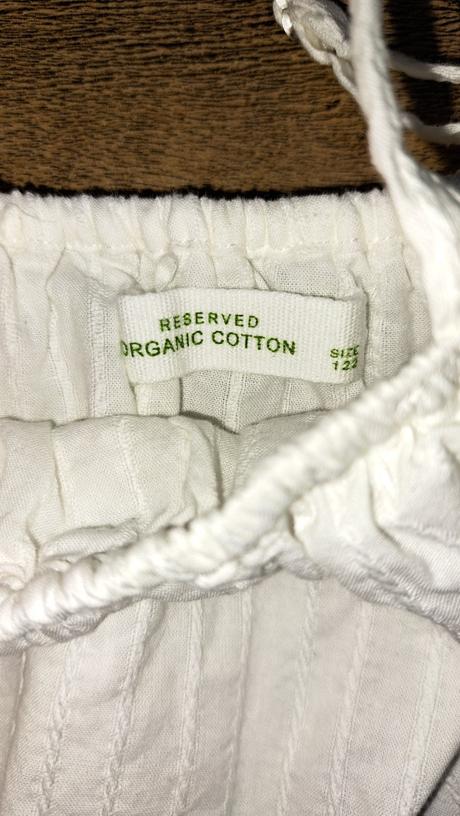 RESERVED
ORGANIC COTTON
SIZE
122